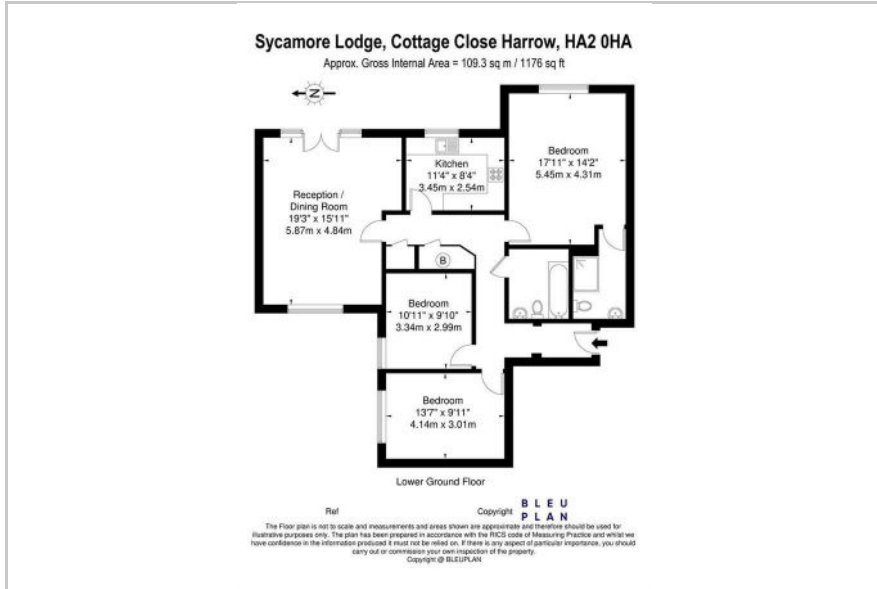 Sycamore Lodge, Cottage Close Harrow, HA2 0HA
Approx. Gross Internal Area = 109.3 sq m / 1176 sq ft
N
Bedroom
17'11" x 14'2"
5.45m x 4.31m
Kitchen
11'4" x 8'4"
3.45m x 2.54m
Reception /
Dining Room
19'3" x 15'11"
5.87m x 4.84m
B
Bedroom
10'11" x 9'10"
3.34m x 2.99m
Bedroom
13'7" x 9'11"
4.14m x 3.01m
Lower Ground Floor
Ref
Copyright
BLEU
PLAN
The Floor plan is not to scale and measurements and areas shown are approximate and therefore should be used for
illustrative purposes only. The plan has been prepared in accordance with the RICS code of Measuring Practice and whilst we
have confidence in the information produced it must not be relied on. If there is any aspect of particular importance, you should
carry out or commission your own inspection of the property.
Copyright @ BLEUPLAN